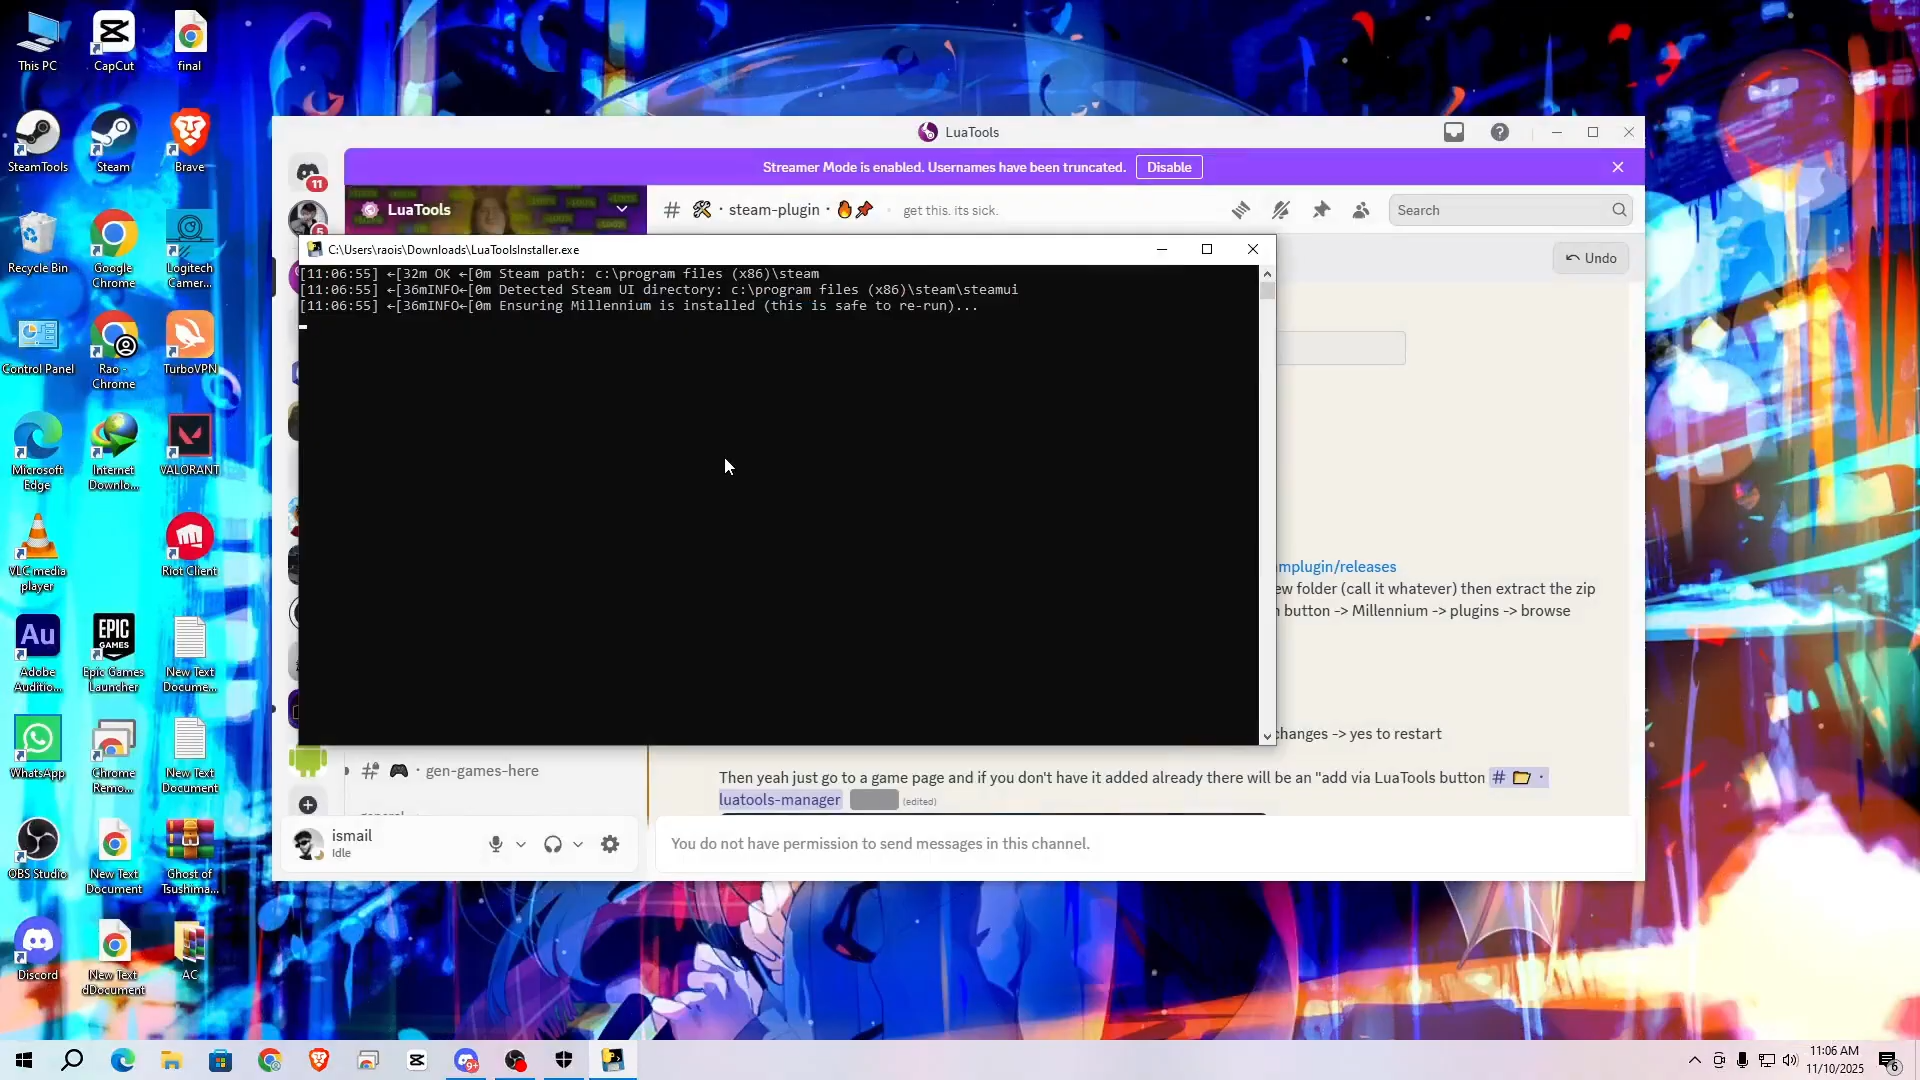 This PC
CapCut
final
SteamTools
Steam
Brave
Recycle Bin
Google
Chrome
Logitech
Camer...
Control Panel
Rao -
Chrome
TurboVPN
Microsoft
Edge
Internet
Downlo...
VALORANT
VLC media
player
Riot Client
Au
Adobe
Auditio...
EPIC
GAMES
Epic Games
Launcher
New Text
Docume...
WhatsApp
Chrome
Remo...
New Text
Document
OBS Studio
New Text
Document
Ghost of
Tsushima...
Discord
New Text
dDocument
AC
LuaTools
Streamer Mode is enabled. Usernames have been truncated.
Disable
11
5
LuaTools
# · steam-plugin ·
get this. its sick.
Search
Undo
C:\Users\raois\Downloads\LuaToolsInstaller.exe
[11:06:55] ←[32m OK ←[0m Steam path: c:\program files (x86)\steam
[11:06:55] ←[36mINFO←[0m Detected Steam UI directory: c:\program files (x86)\steam\steamui
[11:06:55] ←[36mINFO←[0m Ensuring Millennium is installed (this is safe to re-run)...
mplugin/releases
ew folder (call it whatever) then extract the zip
button -> Millennium -> plugins -> browse
changes -> yes to restart
Then yeah just go to a game page and if you don't have it added already there will be an "add via LuaTools button # ·
luatools-manager (edited)
# · gen-games-here
ismail
Idle
You do not have permission to send messages in this channel.
9+
11:06 AM
11/10/2025
6